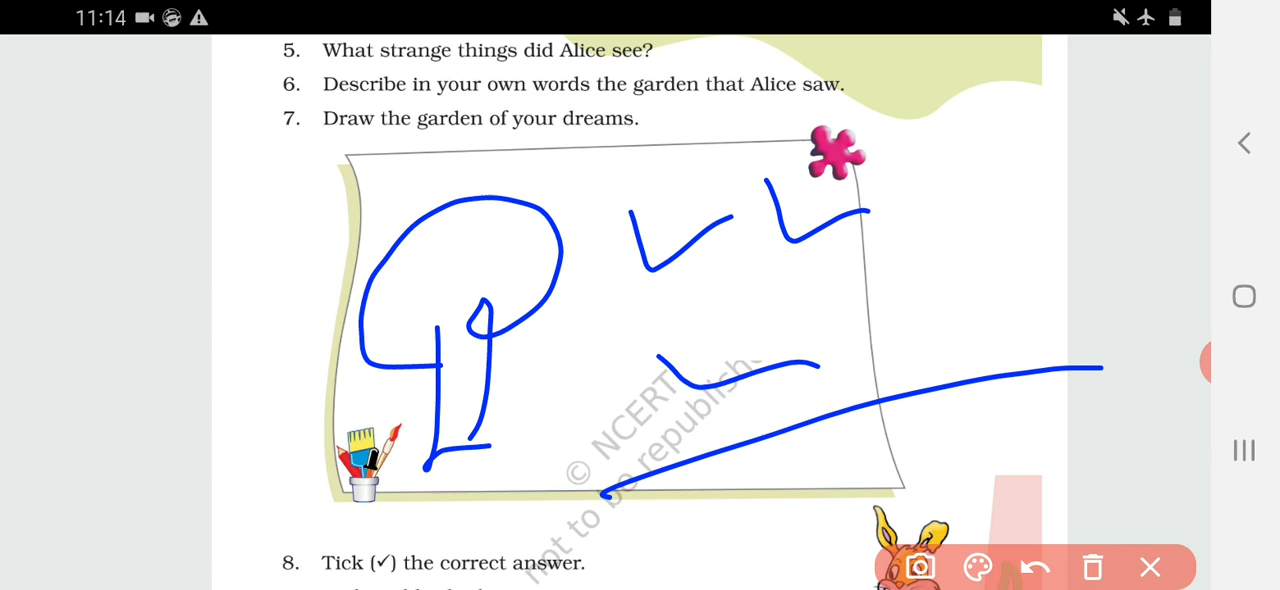 11:14
5. What strange things did Alice see?
6. Describe in your own words the garden that Alice saw.
7. Draw the garden of your dreams.
© NCERT
not to be republished
8. Tick (✓) the correct answer.